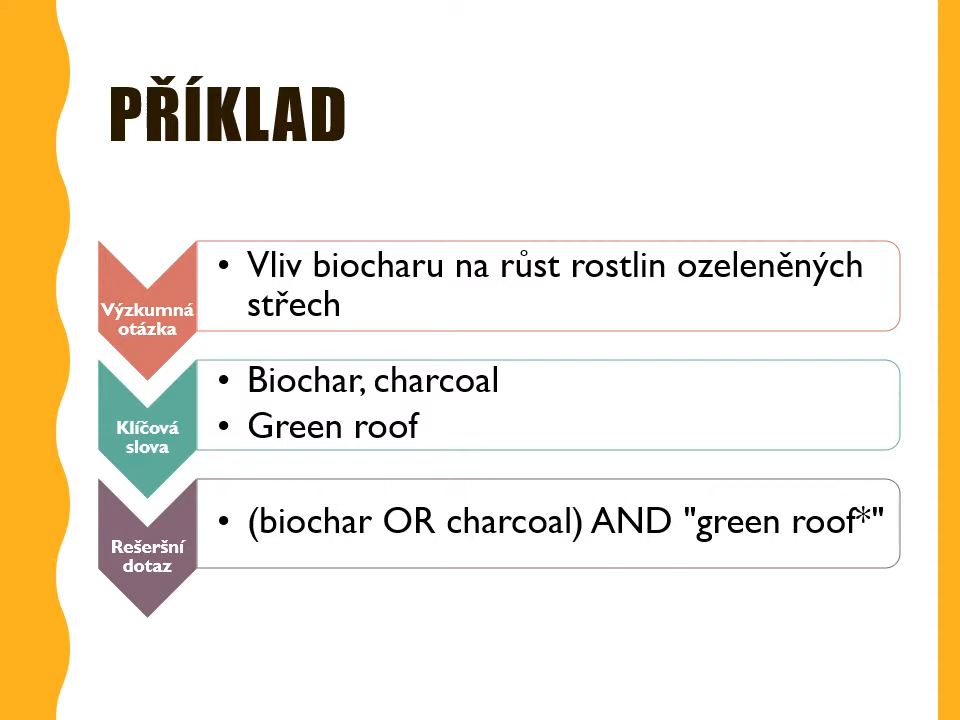 PŘÍKLAD
Výzkumná
otázka
• Vliv biocharu na růst rostlin ozeleněných
střech
Klíčová
slova
• Biochar, charcoal
• Green roof
Rešeršní
dotaz
• (biochar OR charcoal) AND "green roof*"